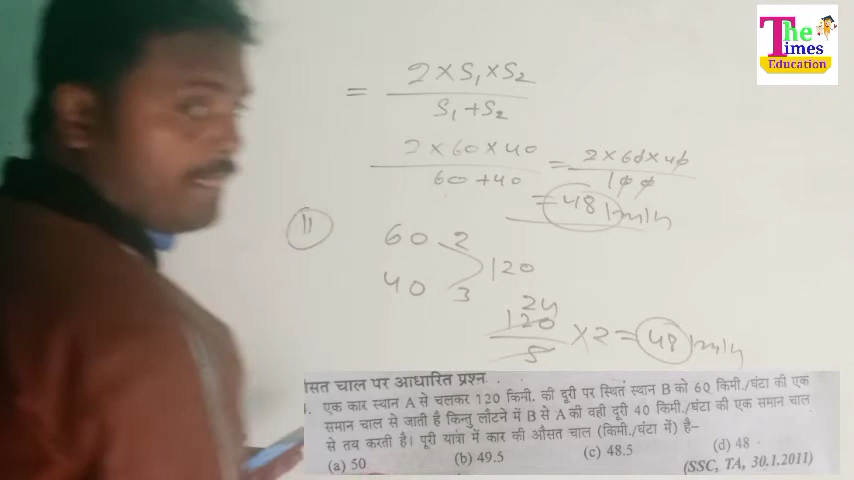 The
Times
Education
= 2×S₁×S₂ / S₁+S₂
2×60×40 / 60+40 = 2×60×40 / 100
= 48 km/h
11
60 2
40 3
120
24
120 / 5 ×2 = 48 km/h
सत चाल पर आधारित प्रश्न
. एक कार स्थान A से चलकर 120 किमी. की दूरी पर स्थित स्थान B को 60 किमी./घंटा की एक
समान चाल से जाती है किन्तु लौटने में B से A की वही दूरी 40 किमी./घंटा की एक समान चाल
से तय करती है। पूरी यात्रा में कार की औसत चाल (किमी./घंटा में) है–
(a) 50 (b) 49.5 (c) 48.5 (d) 48
(SSC, TA, 30.1.2011)